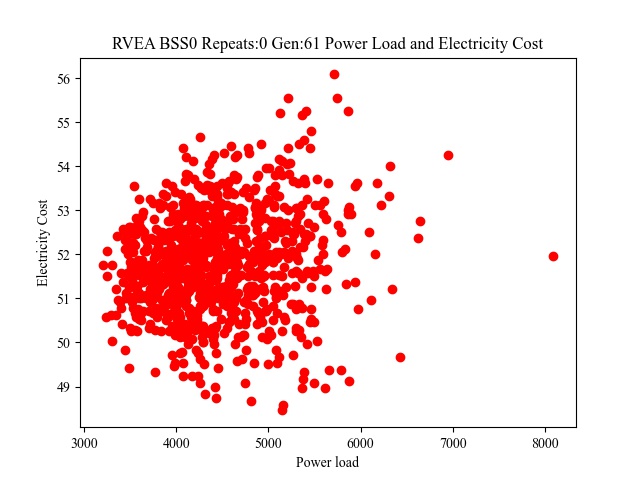 RVEA BSS0 Repeats:0 Gen:61 Power Load and Electricity Cost
56
55
54
53
52
51
50
49
Electricity Cost
3000 4000 5000 6000 7000 8000
Power load